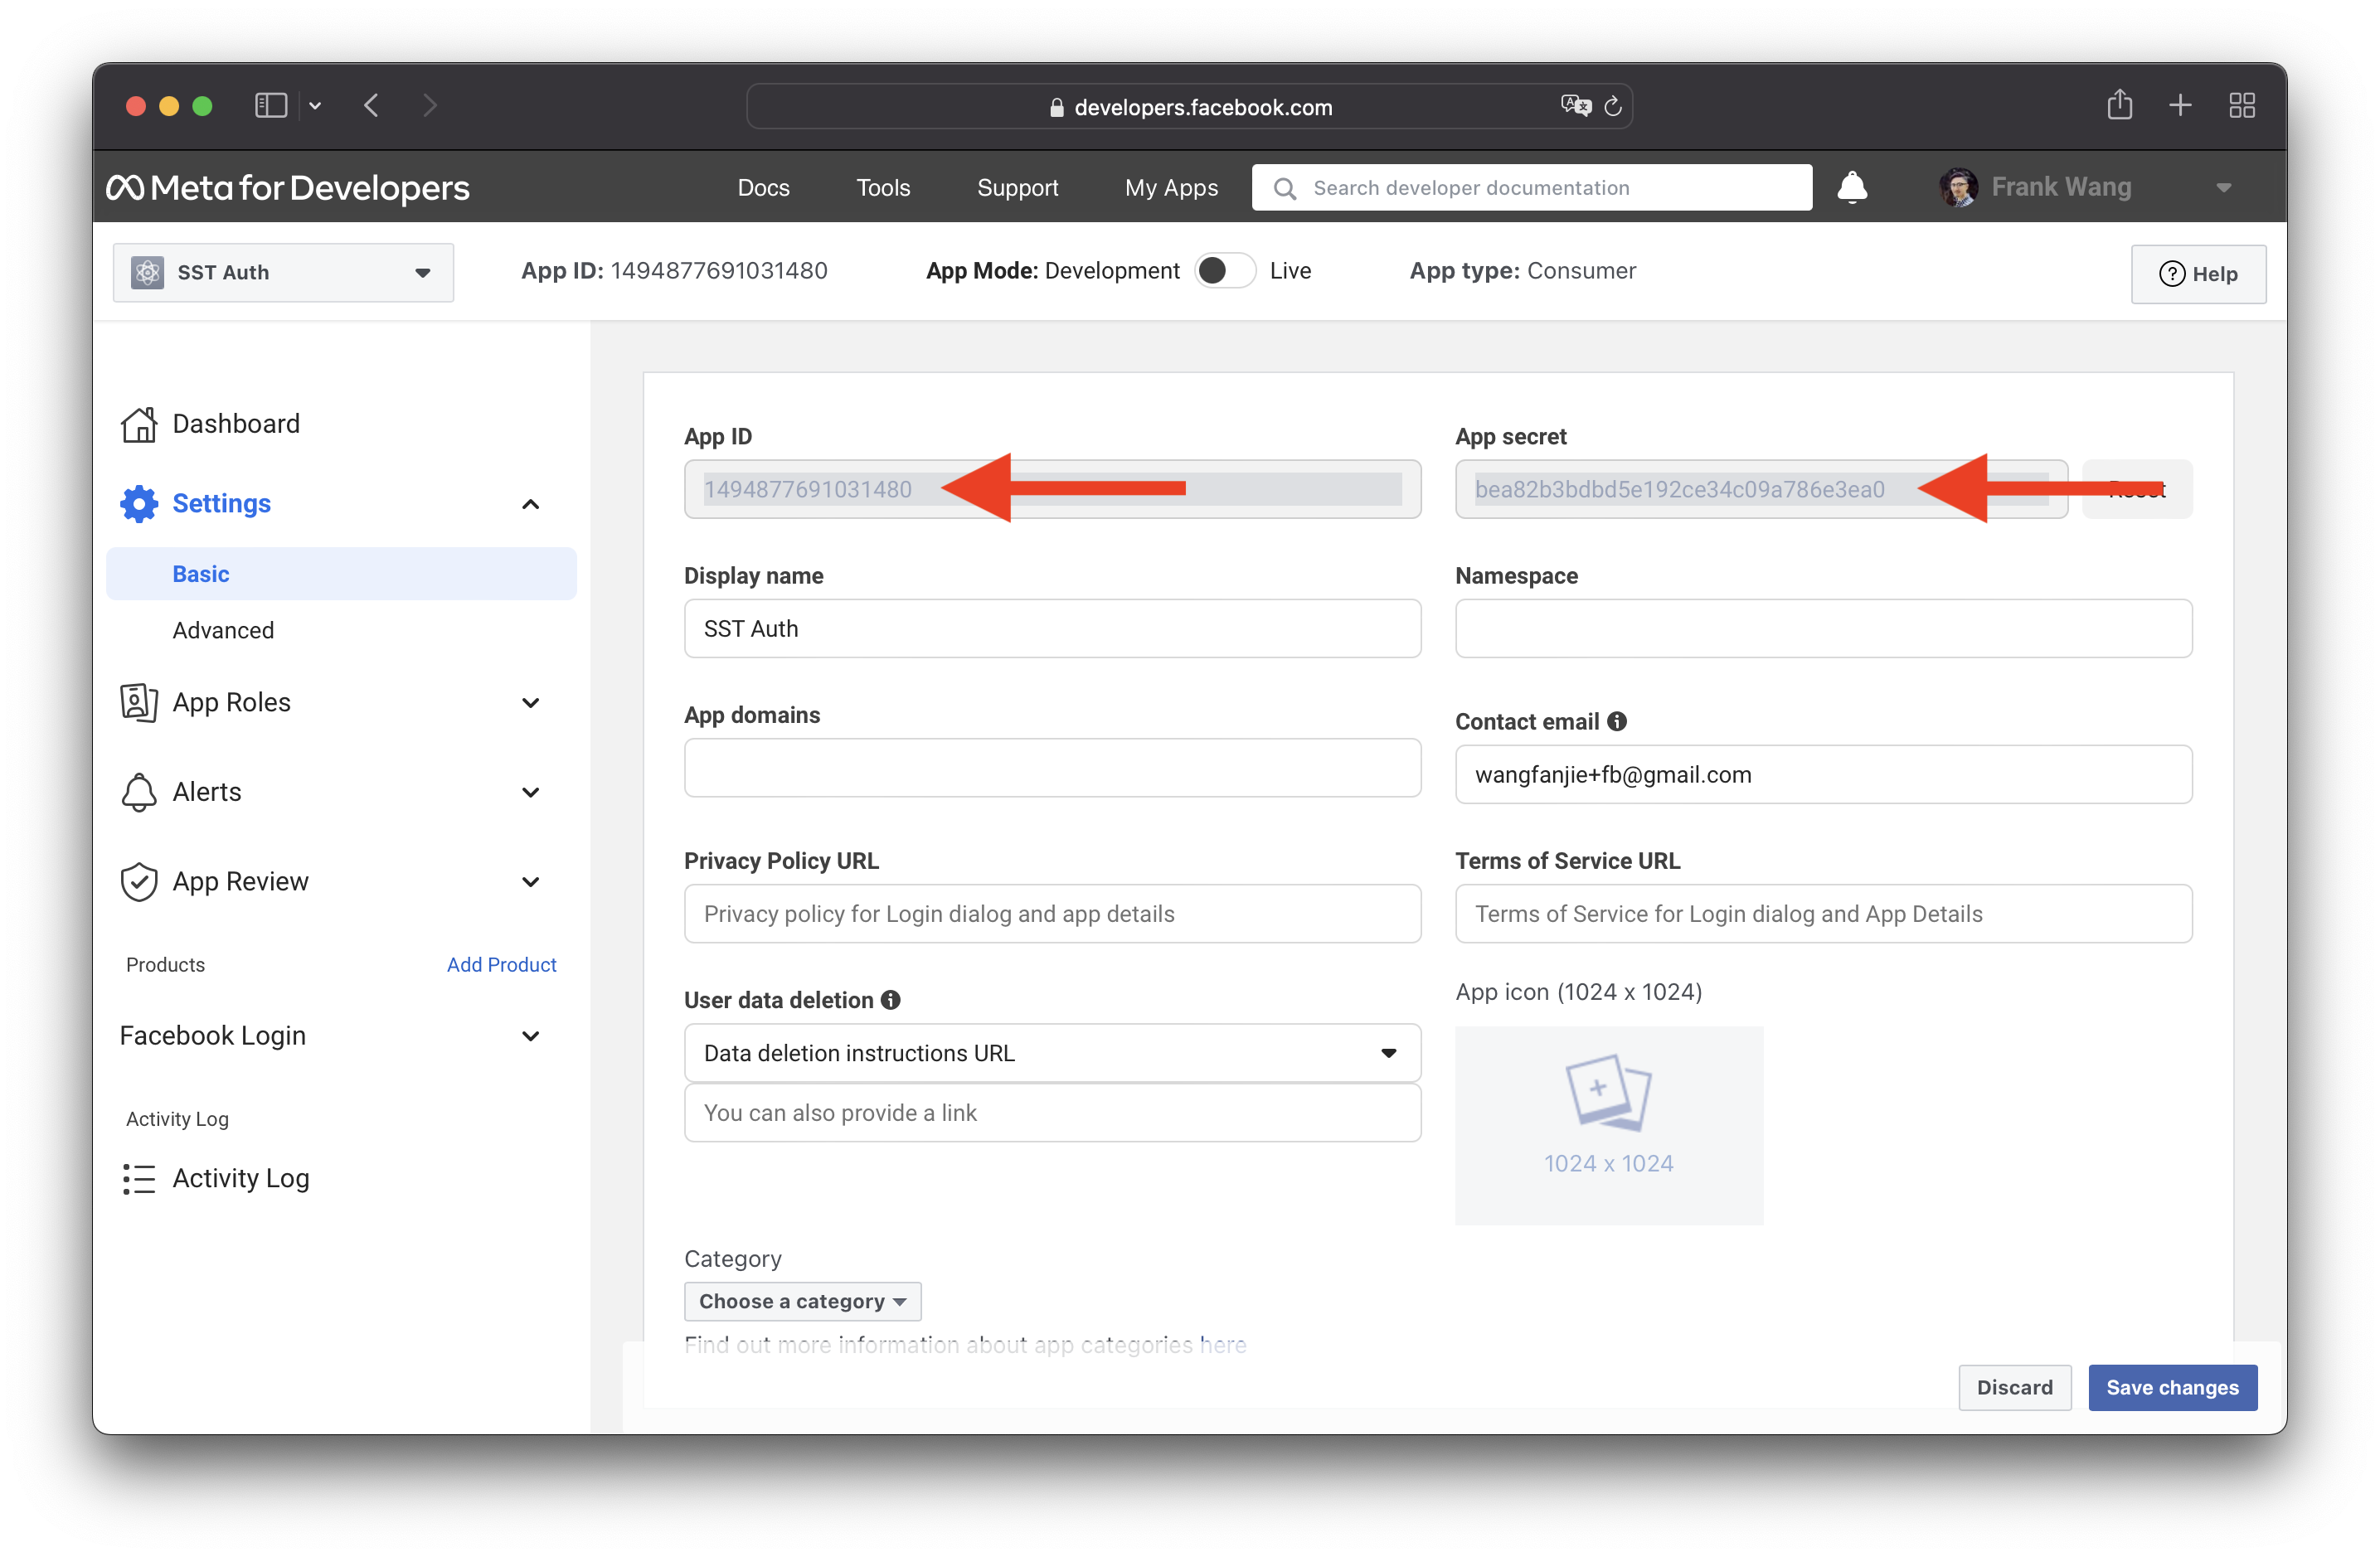 developers.facebook.com
Meta for Developers
Docs
Tools
Support
My Apps
Search developer documentation
Frank Wang
SST Auth
App ID: 1494877691031480
App Mode: Development
Live
App type: Consumer
Help
Dashboard
Settings
Basic
Advanced
App Roles
Alerts
App Review
Products
Add Product
Facebook Login
Activity Log
Activity Log
App ID
1494877691031480
App secret
bea82b3bdbd5e192ce34c09a786e3ea0
Reset
Display name
SST Auth
Namespace
App domains
Contact email
wangfanjie+fb@gmail.com
Privacy Policy URL
Privacy policy for Login dialog and app details
Terms of Service URL
Terms of Service for Login dialog and App Details
User data deletion
Data deletion instructions URL
You can also provide a link
App icon (1024 x 1024)
1024 x 1024
Category
Choose a category
Find out more information about app categories here
Discard
Save changes